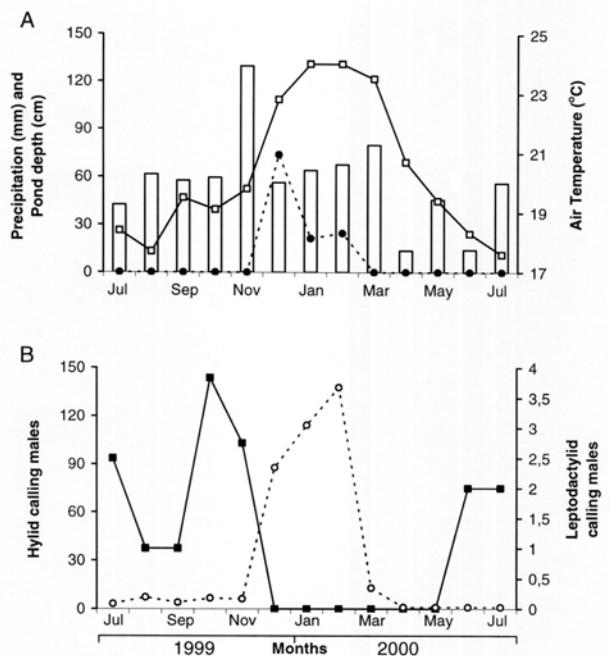 A
Precipitation (mm) and
Pond depth (cm)
150
120
90
60
30
0
25
23
21
19
17
Air Temperature (°C)
Jul Sep Nov Jan Mar May Jul
B
Hylid calling males
150
120
90
60
30
0
4
3,5
3
2,5
2
1,5
1
0,5
0
Leptodactylid
calling males
Jul Sep Nov Jan Mar May Jul
1999 Months 2000